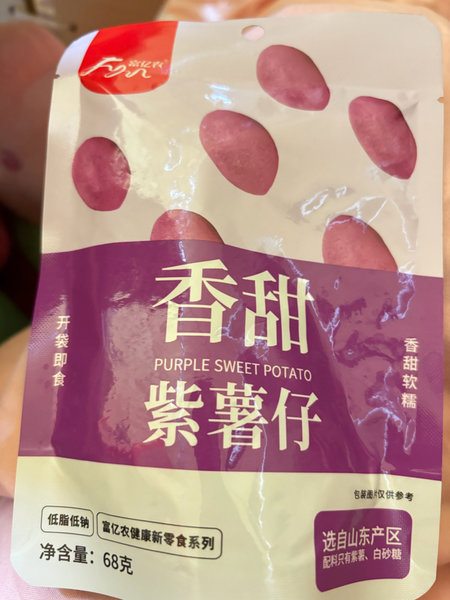 富亿农
Fyn
香甜
PURPLE SWEET POTATO
紫薯仔
开袋即食
香甜软糯
包装图片仅供参考
低脂低钠
富亿农健康新零食系列
净含量：68克
选自山东产区
配料只有紫薯、白砂糖